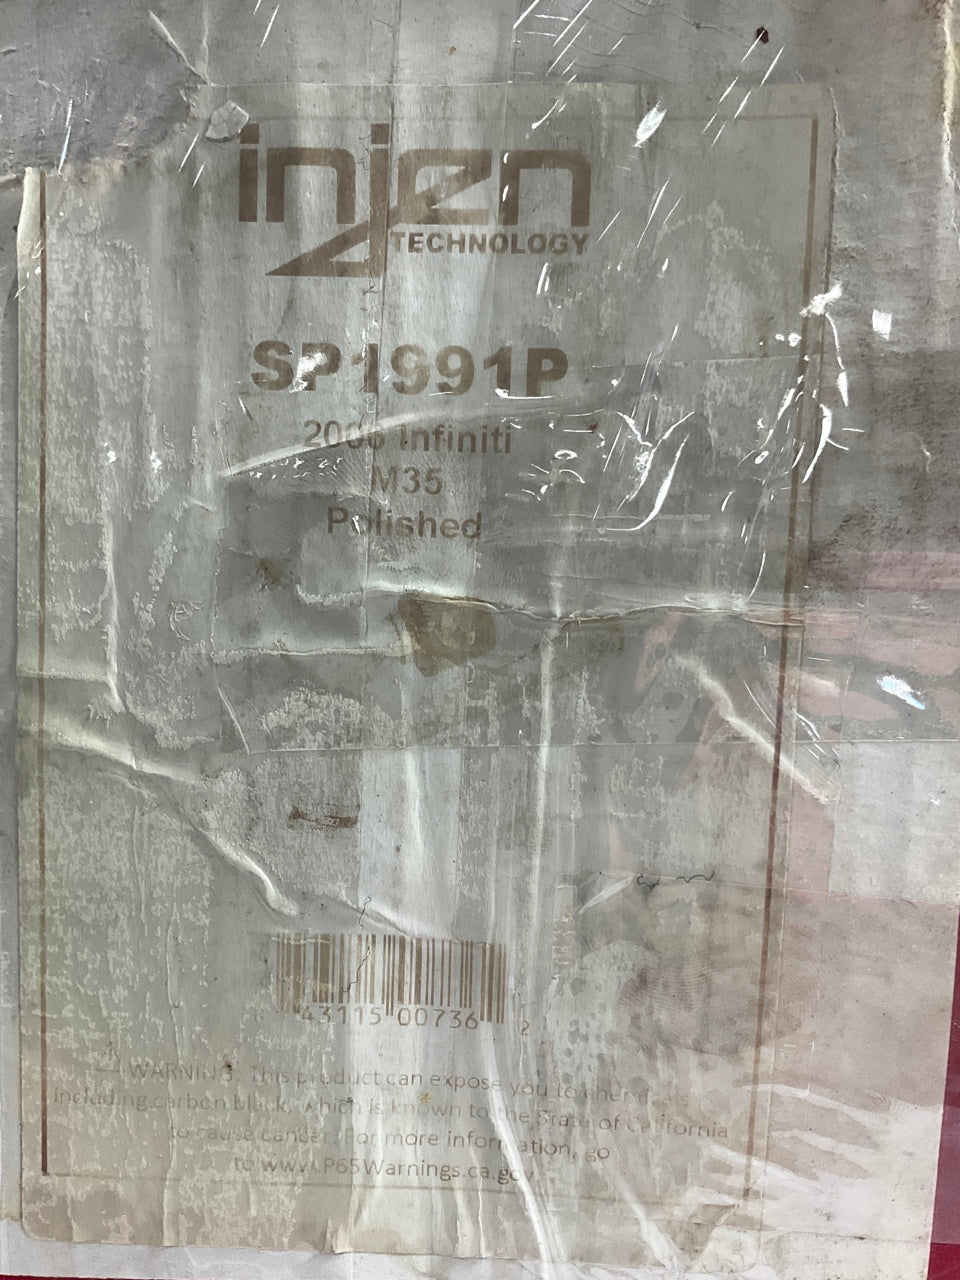 injen
TECHNOLOGY
SP1991P
2006 Infiniti
M35
Polished
43115 00736 2
WARNING: This product can expose you to chemicals
including carbon black, which is known to the State of California
to cause cancer. For more information, go
to www.P65Warnings.ca.gov